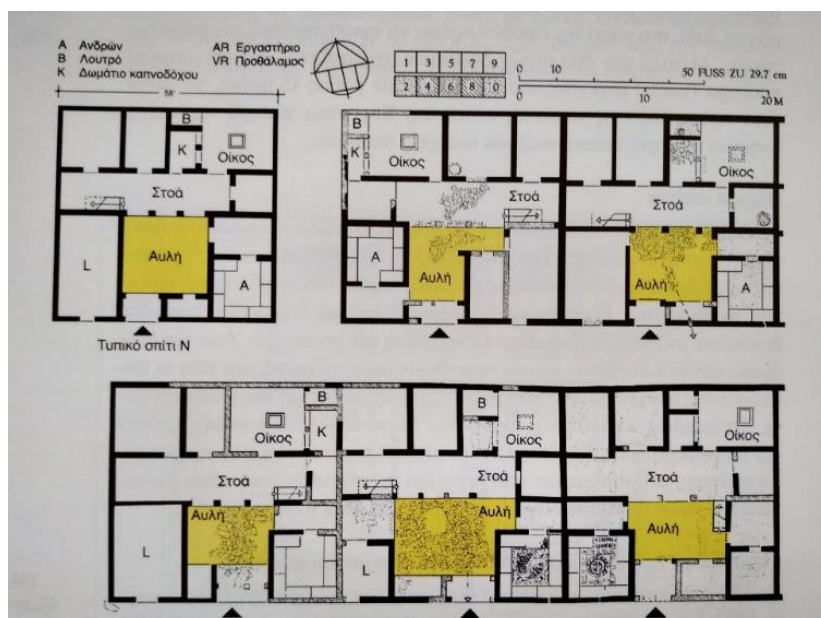 Α Ανδρών
Β Λουτρό
Κ Δωμάτιο καπνοδόχου
AR Εργαστήριο
VR Προθάλαμος
1 3 5 7 9
2 4 6 8 0
0 10 50 FUSS ZU 29.7 cm
0 10 20 M
58'
Β
Κ
Οίκος
Στοά
L
Αυλή
Α
Τυπικό σπίτι Ν
Β
Κ
Οίκος
Στοά
Α
Αυλή
Οίκος
Στοά
Αυλή
Α
Οίκος
Β
Κ
Στοά
Αυλή
L
Β
Οίκος
Στοά
Αυλή
L
Οίκος
Στοά
Αυλή